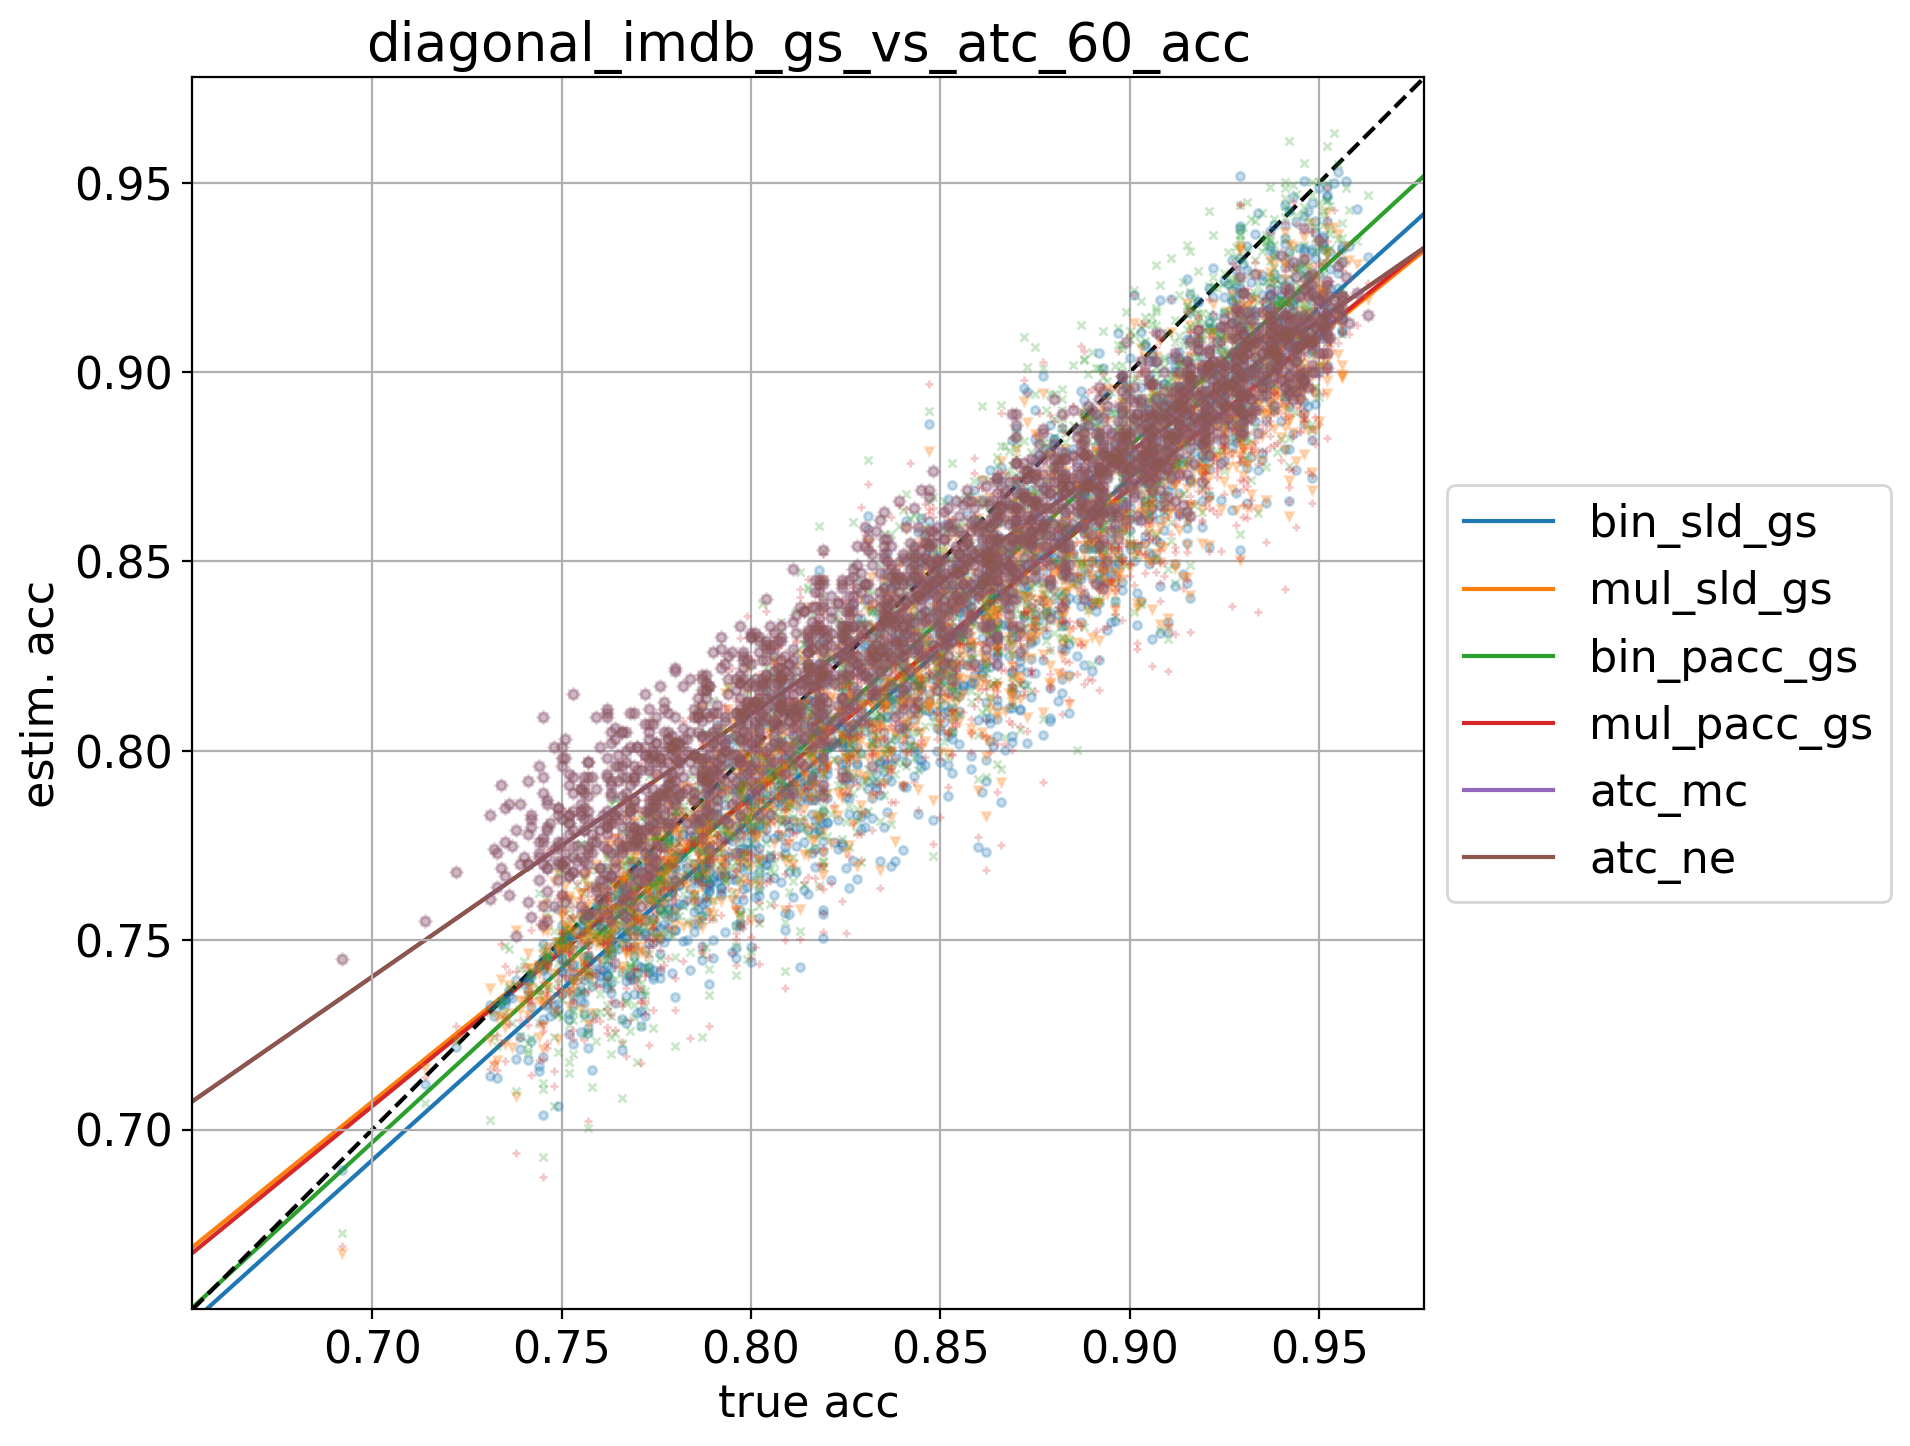 diagonal_imdb_gs_vs_atc_60_acc
0.95
0.90
0.85
0.80
0.75
0.70
estim. acc
0.70 0.75 0.80 0.85 0.90 0.95
true acc
bin_sld_gs
mul_sld_gs
bin_pacc_gs
mul_pacc_gs
atc_mc
atc_ne